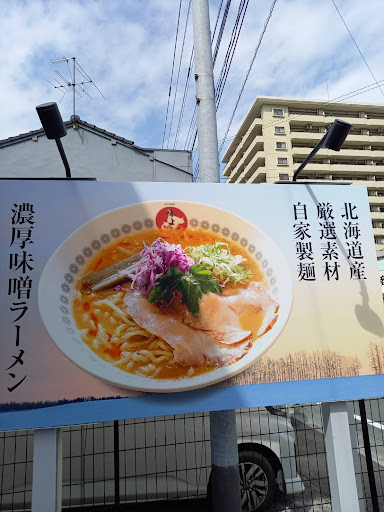 北海道産
厳選素材
自家製麺
濃厚味噌ラーメン